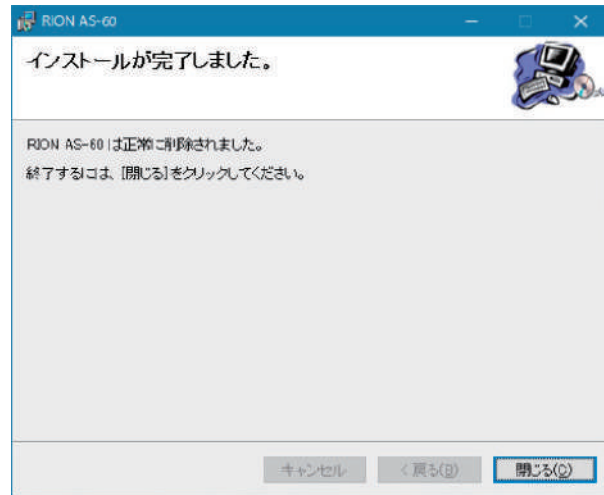 RION AS-60
インストールが完了しました。
RION AS-60 は正常に削除されました。
終了するには、[閉じる]をクリックしてください。
キャンセル
< 戻る(B)
閉じる(C)